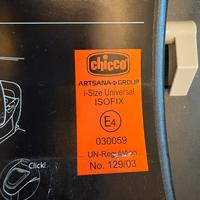 chicco
ARTSANA GROUP
i-Size Universal
ISOFIX
E4
030059
UN-Regulation
No. 129/03
Click!